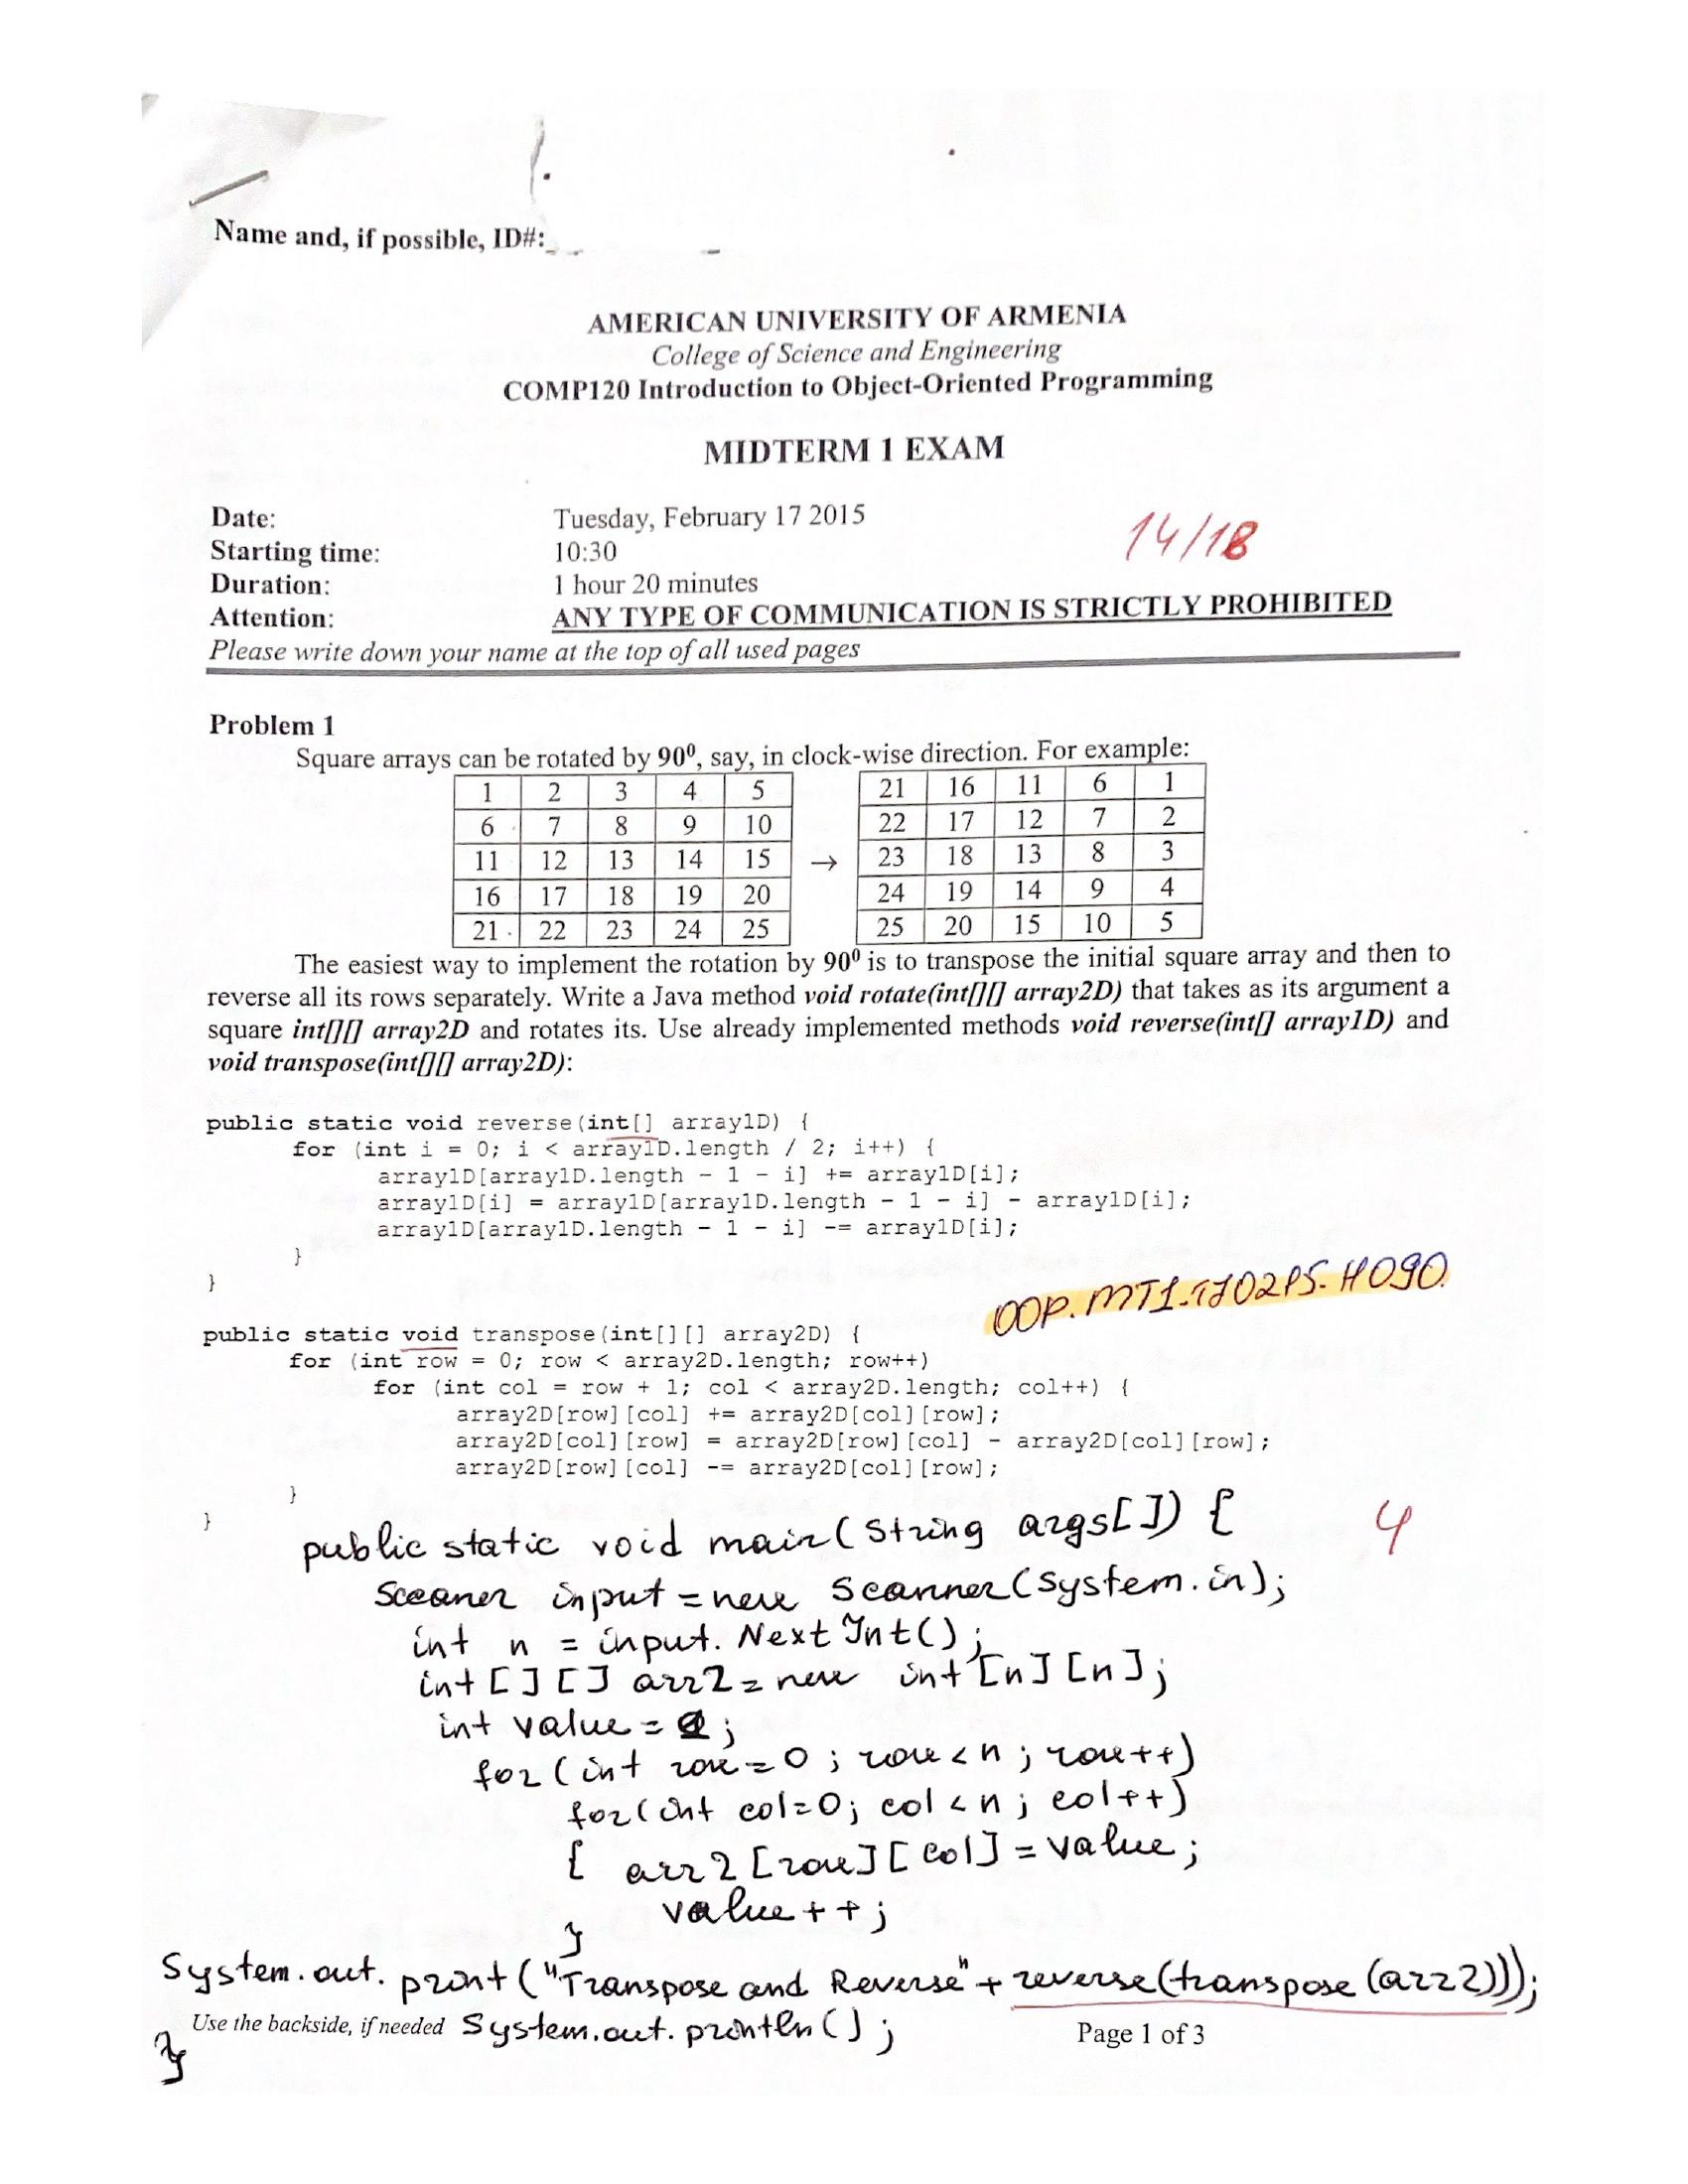 Name and, if possible, ID#:
AMERICAN UNIVERSITY OF ARMENIA
College of Science and Engineering
COMP120 Introduction to Object-Oriented Programming
MIDTERM 1 EXAM
Date: Tuesday, February 17 2015
14/18
Starting time: 10:30
Duration: 1 hour 20 minutes
Attention: ANY TYPE OF COMMUNICATION IS STRICTLY PROHIBITED
Please write down your name at the top of all used pages
Problem 1
Square arrays can be rotated by 90⁰, say, in clock-wise direction. For example:
1 2 3 4 5 21 16 11 6 1
6 7 8 9 10 22 17 12 7 2
11 12 13 14 15 → 23 18 13 8 3
16 17 18 19 20 24 19 14 9 4
21 22 23 24 25 25 20 15 10 5
The easiest way to implement the rotation by 90⁰ is to transpose the initial square array and then to
reverse all its rows separately. Write a Java method void rotate(int[][] array2D) that takes as its argument a
square int[][] array2D and rotates its. Use already implemented methods void reverse(int[] array1D) and
void transpose(int[][] array2D):
public static void reverse(int[] array1D) {
for (int i = 0; i < array1D.length / 2; i++) {
array1D[array1D.length - 1 - i] += array1D[i];
array1D[i] = array1D[array1D.length - 1 - i] - array1D[i];
array1D[array1D.length - 1 - i] -= array1D[i];
}
}
OOP.MT1.170215.H090
public static void transpose(int[][] array2D) {
for (int row = 0; row < array2D.length; row++)
for (int col = row + 1; col < array2D.length; col++) {
array2D[row][col] += array2D[col][row];
array2D[col][row] = array2D[row][col] - array2D[col][row];
array2D[row][col] -= array2D[col][row];
}
}
public static void main(String args[]) {
4
Sceaner input = new Scanner(System.in);
int n = input. NextInt();
int [][] arr2 = new int [n][n];
int value = 1;
for (int row = 0; row < n; row++)
for(int col=0; col < n; col++)
{ arr2 [row][col] = value;
value++;
}
System.out. print("Transpose and Reverse" + reverse(transpose(arr2)));
Use the backside, if needed System.out.println();
Page 1 of 3
}